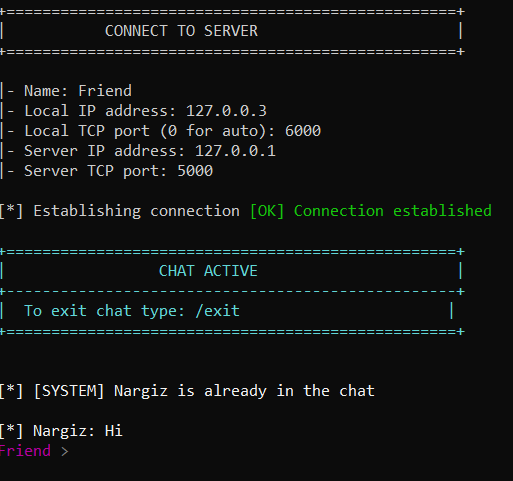 +==================================================+
|           CONNECT TO SERVER                      |
+==================================================+
|- Name: Friend
|- Local IP address: 127.0.0.3
|- Local TCP port (0 for auto): 6000
|- Server IP address: 127.0.0.1
|- Server TCP port: 5000
[*] Establishing connection [OK] Connection established
+==================================================+
|                 CHAT ACTIVE                      |
+--------------------------------------------------+
|  To exit chat type: /exit                       |
+==================================================+
[*] [SYSTEM] Nargiz is already in the chat
[*] Nargiz: Hi
Friend >